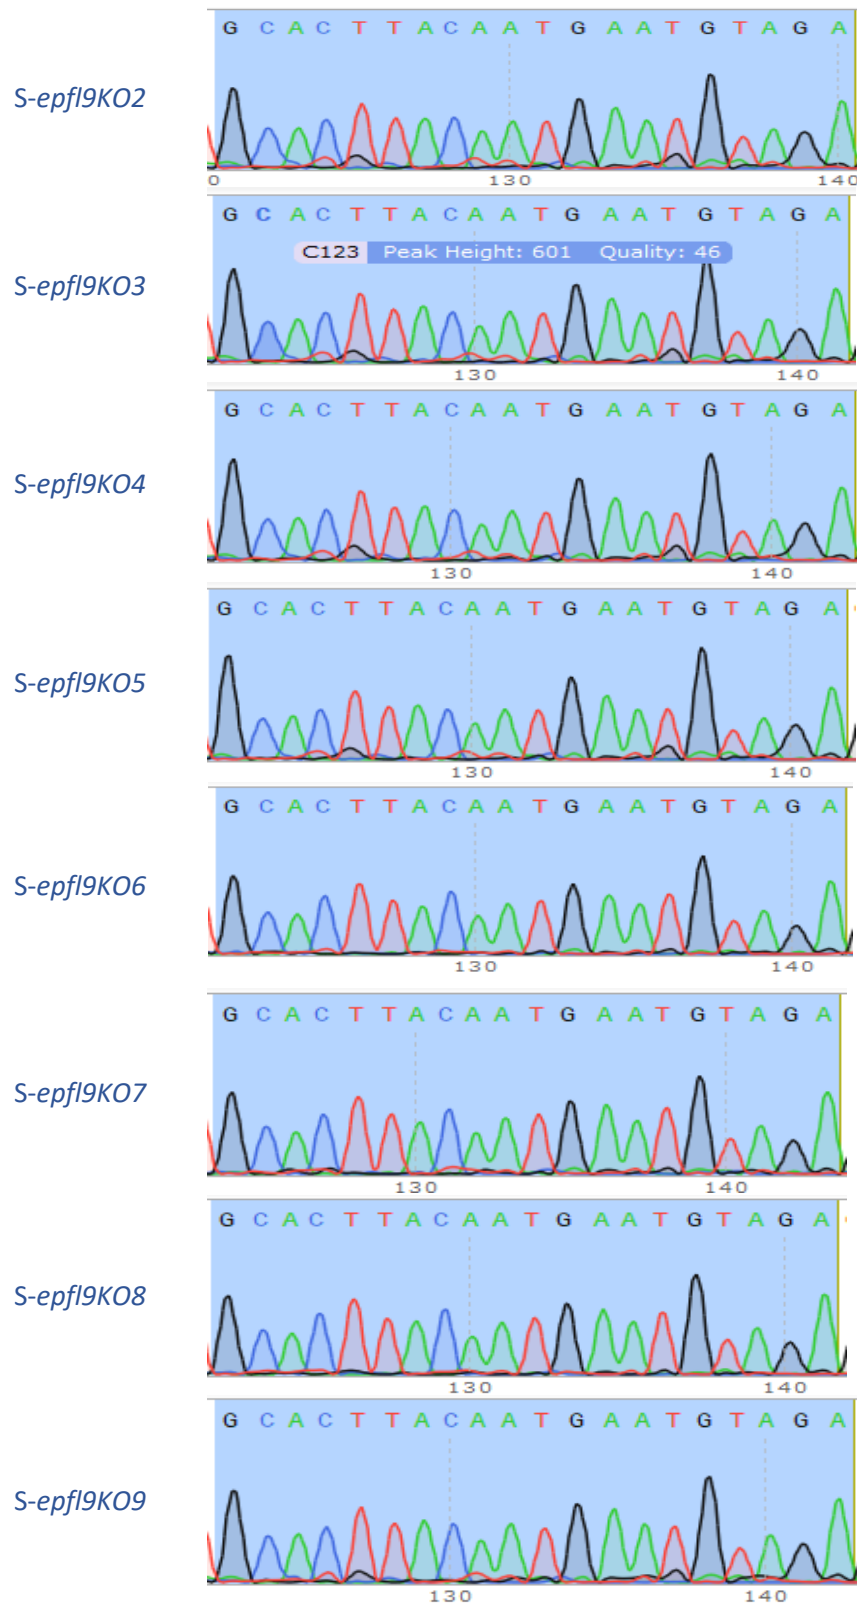 G C A C T T A C A A T G A A T G T A G A
S-epfl9KO2
0 130 140
G C A C T T A C A A T G A A T G T A G A
C123 Peak Height: 601 Quality: 46
S-epfl9KO3
130 140
G C A C T T A C A A T G A A T G T A G A
S-epfl9KO4
130 140
G C A C T T A C A A T G A A T G T A G A
S-epfl9KO5
130 140
G C A C T T A C A A T G A A T G T A G A
S-epfl9KO6
130 140
G C A C T T A C A A T G A A T G T A G A
S-epfl9KO7
130 140
G C A C T T A C A A T G A A T G T A G A
S-epfl9KO8
130 140
G C A C T T A C A A T G A A T G T A G A
S-epfl9KO9
130 140